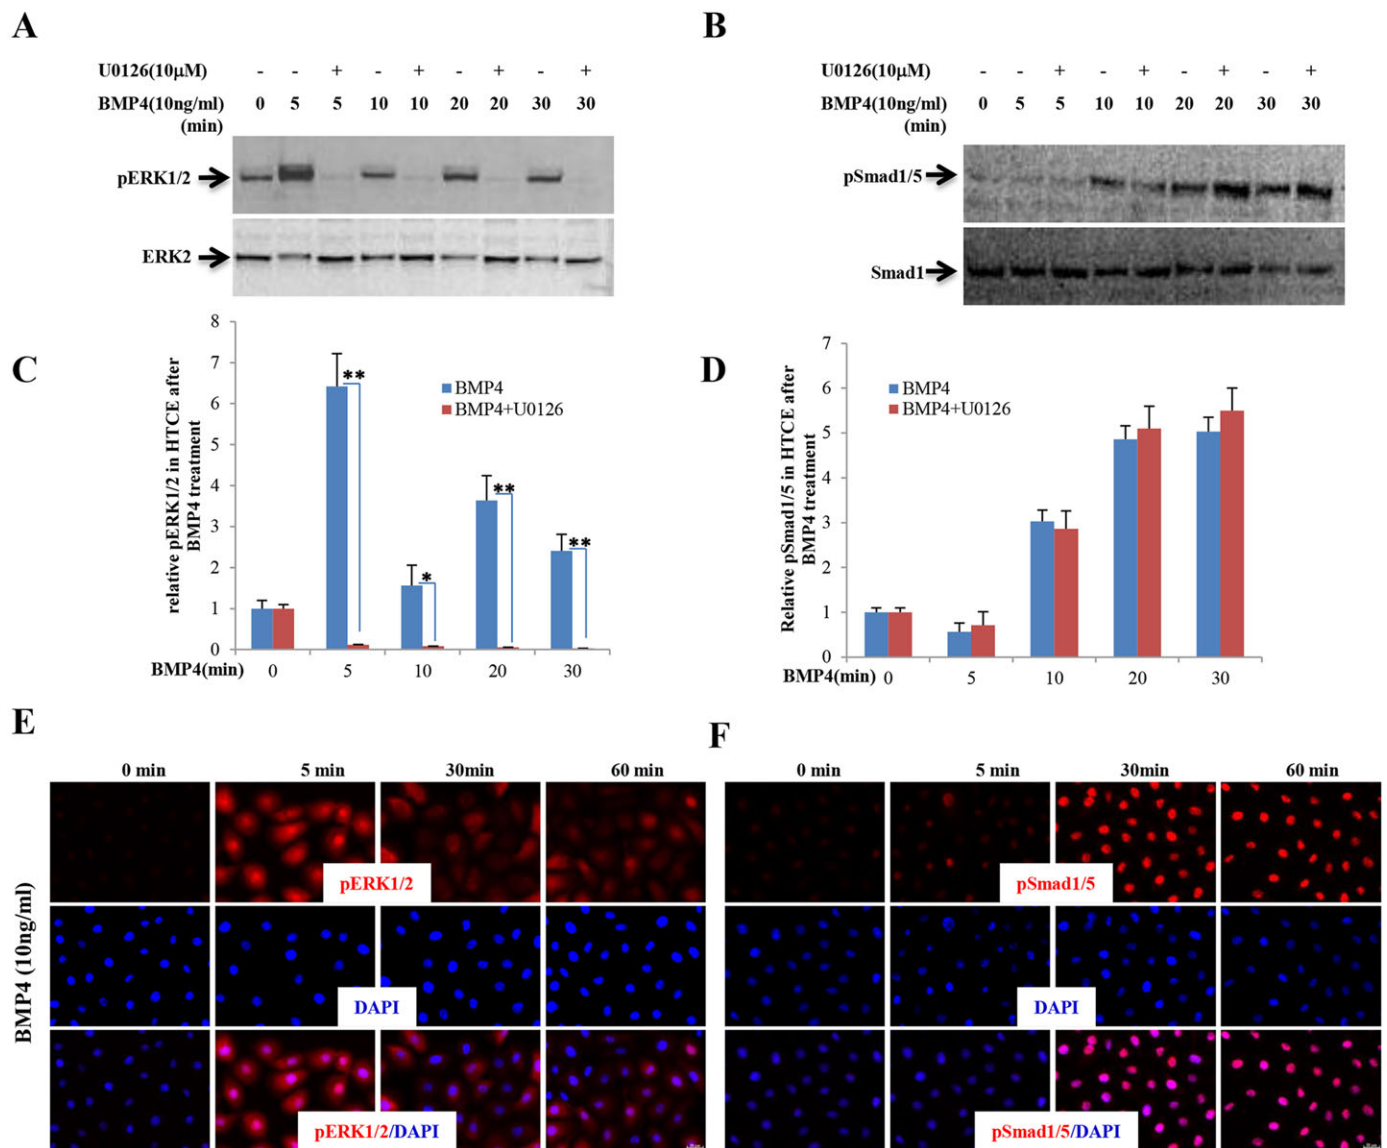 A
U0126(10μM) - - + - + - + - +
BMP4(10ng/ml) 0 5 5 10 10 20 20 30 30
(min)
pERK1/2
ERK2
B
U0126(10μM) - - + - + - + - +
BMP4(10ng/ml) 0 5 5 10 10 20 20 30 30
(min)
pSmad1/5
Smad1
C
relative pERK1/2 in HTCE after
BMP4 treatment
8
7
6
5
4
3
2
1
0
** * ** **
BMP4
BMP4+U0126
BMP4(min) 0 5 10 20 30
D
Relative pSmad1/5 in HTCE after
BMP4 treatment
7
6
5
4
3
2
1
0
BMP4
BMP4+U0126
BMP4(min) 0 5 10 20 30
E
0 min 5 min 30min 60 min
BMP4 (10ng/ml)
pERK1/2
DAPI
pERK1/2/DAPI
F
0 min 5 min 30min 60 min
pSmad1/5
DAPI
pSmad1/5/DAPI